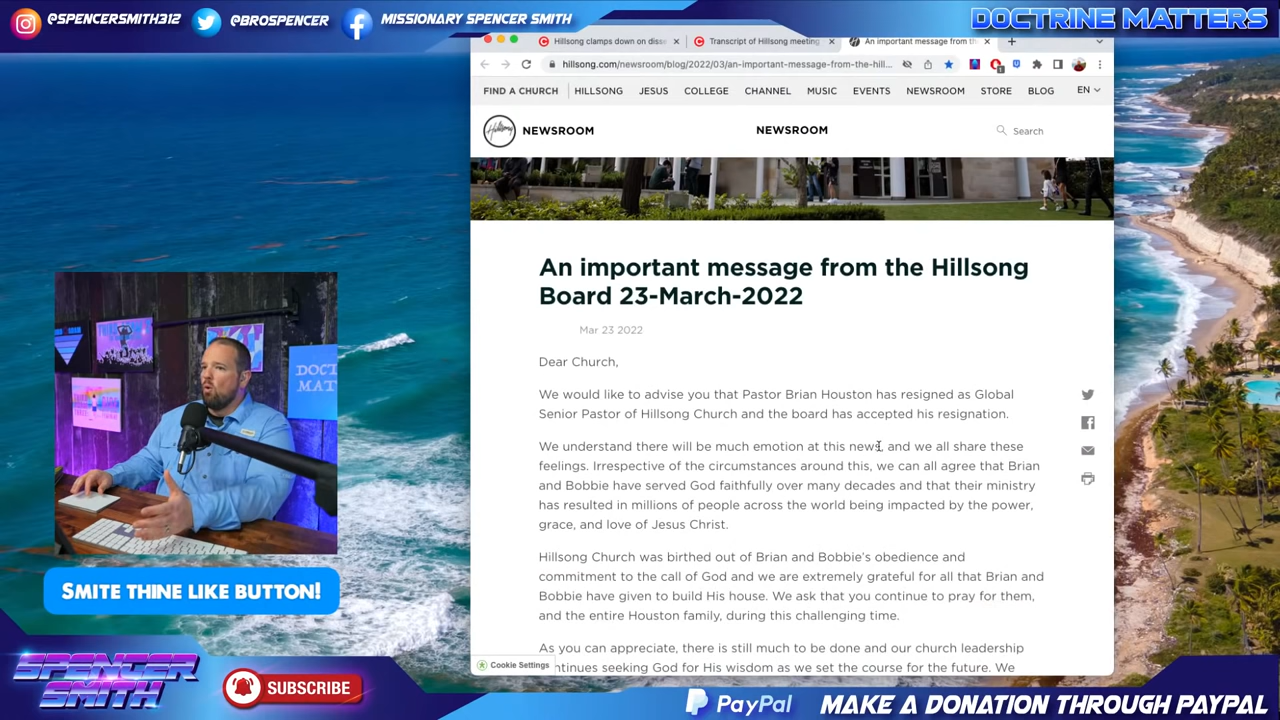 @SPENCERSMITH312
@BROSPENCER
MISSIONARY SPENCER SMITH
DOCTRINE MATTERS
Hillsong clamps down on disse
Transcript of Hillsong meeting
An important message from th
hillsong.com/newsroom/blog/2022/03/an-important-message-from-the-hill...
FIND A CHURCH
HILLSONG
JESUS
COLLEGE
CHANNEL
MUSIC
EVENTS
NEWSROOM
STORE
BLOG
EN
Hillsong
NEWSROOM
NEWSROOM
Search
An important message from the Hillsong
Board 23-March-2022
Mar 23 2022
Dear Church,
We would like to advise you that Pastor Brian Houston has resigned as Global
Senior Pastor of Hillsong Church and the board has accepted his resignation.
We understand there will be much emotion at this news, and we all share these
feelings. Irrespective of the circumstances around this, we can all agree that Brian
and Bobbie have served God faithfully over many decades and that their ministry
has resulted in millions of people across the world being impacted by the power,
grace, and love of Jesus Christ.
Hillsong Church was birthed out of Brian and Bobbie's obedience and
commitment to the call of God and we are extremely grateful for all that Brian and
Bobbie have given to build His house. We ask that you continue to pray for them,
and the entire Houston family, during this challenging time.
As you can appreciate, there is still much to be done and our church leadership
Cookie Settings
ntinues seeking God for His wisdom as we set the course for the future. We
DOCT
MAT
SMITE THINE LIKE BUTTON!
SPENCER
SMITH
SUBSCRIBE
PayPal
MAKE A DONATION THROUGH PAYPAL